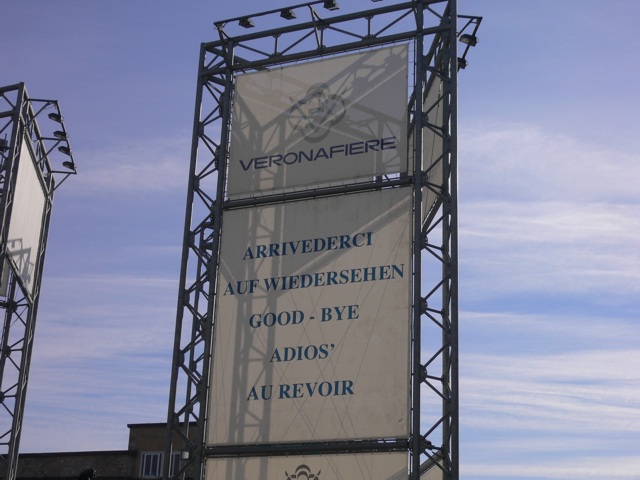 VERONAFIERE
ARRIVEDERCI
AUF WIEDERSEHEN
GOOD - BYE
ADIOS'
AU REVOIR